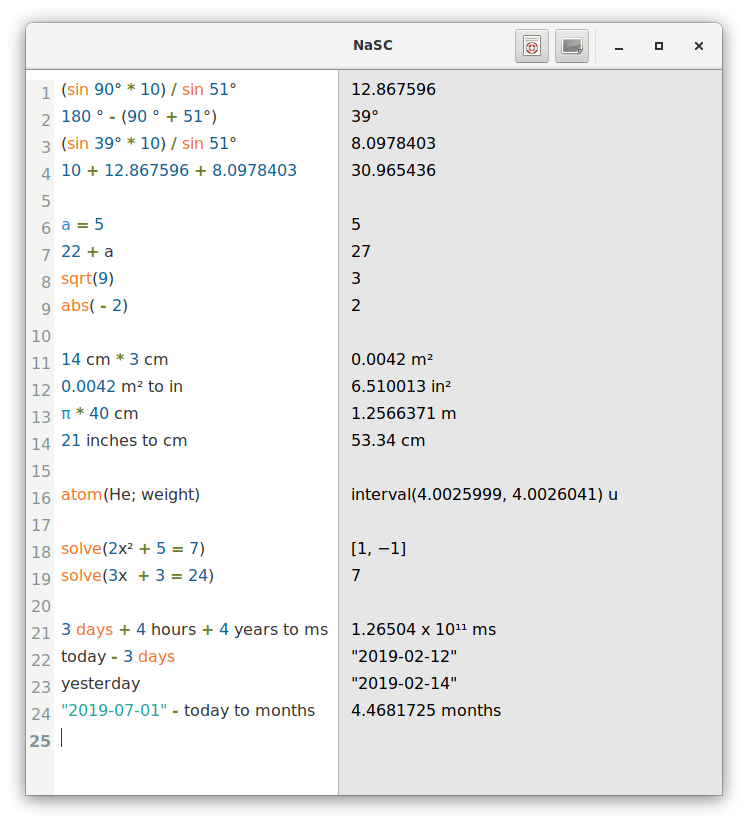 NaSC
1 (sin 90° * 10) / sin 51° 12.867596
2 180 ° - (90 ° + 51°) 39°
3 (sin 39° * 10) / sin 51° 8.0978403
4 10 + 12.867596 + 8.0978403 30.965436
5
6 a = 5 5
7 22 + a 27
8 sqrt(9) 3
9 abs( - 2) 2
10
11 14 cm * 3 cm 0.0042 m²
12 0.0042 m² to in 6.510013 in²
13 π * 40 cm 1.2566371 m
14 21 inches to cm 53.34 cm
15
16 atom(He; weight) interval(4.0025999, 4.0026041) u
17
18 solve(2x² + 5 = 7) [1, −1]
19 solve(3x  + 3 = 24) 7
20
21 3 days + 4 hours + 4 years to ms 1.26504 x 10¹¹ ms
22 today - 3 days "2019-02-12"
23 yesterday "2019-02-14"
24 "2019-07-01" - today to months 4.4681725 months
25